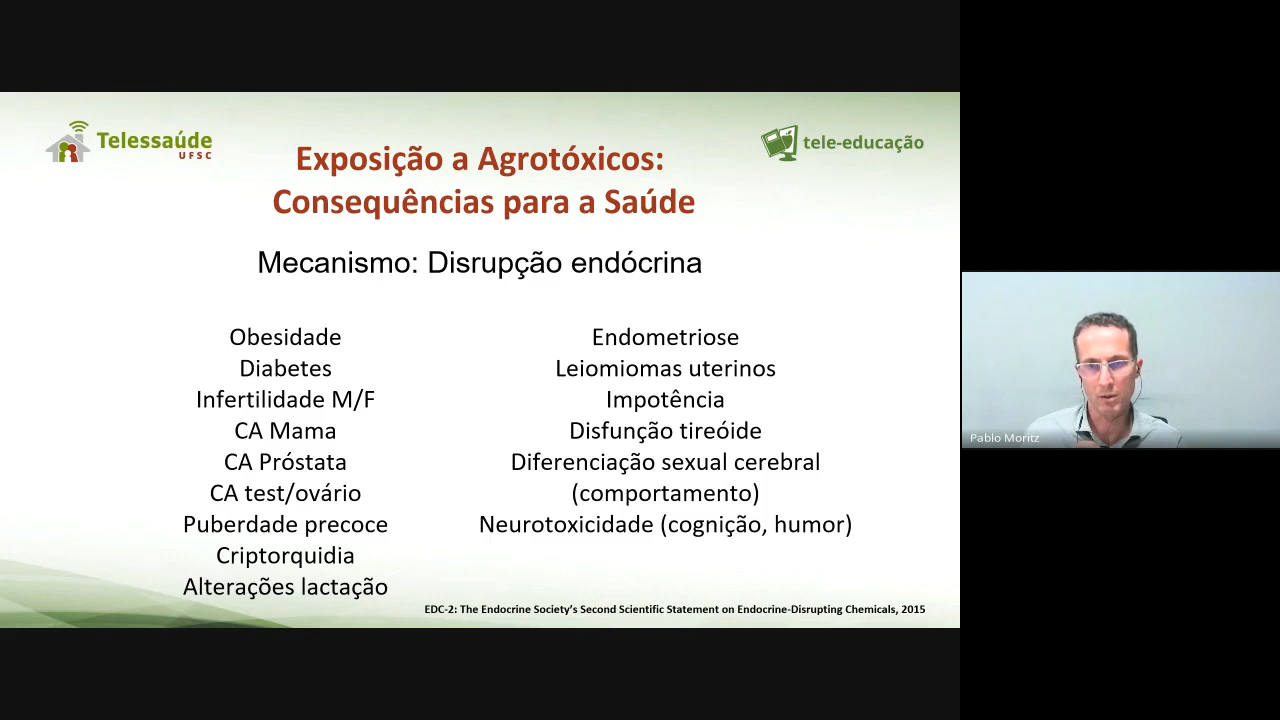 Telessaúde
UFSC
tele-educação
Exposição a Agrotóxicos:
Consequências para a Saúde
Mecanismo: Disrupção endócrina
Obesidade
Diabetes
Infertilidade M/F
CA Mama
CA Próstata
CA test/ovário
Puberdade precoce
Criptorquidia
Alterações lactação
Endometriose
Leiomiomas uterinos
Impotência
Disfunção tireóide
Diferenciação sexual cerebral
(comportamento)
Neurotoxicidade (cognição, humor)
EDC-2: The Endocrine Society's Second Scientific Statement on Endocrine-Disrupting Chemicals, 2015
Pablo Moritz